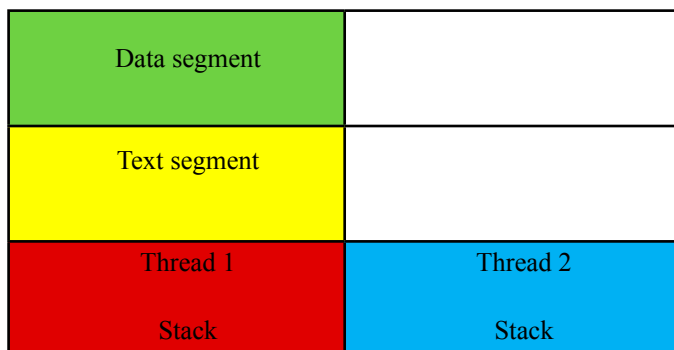 Data segment
Text segment
Thread 1
Thread 2
Stack
Stack